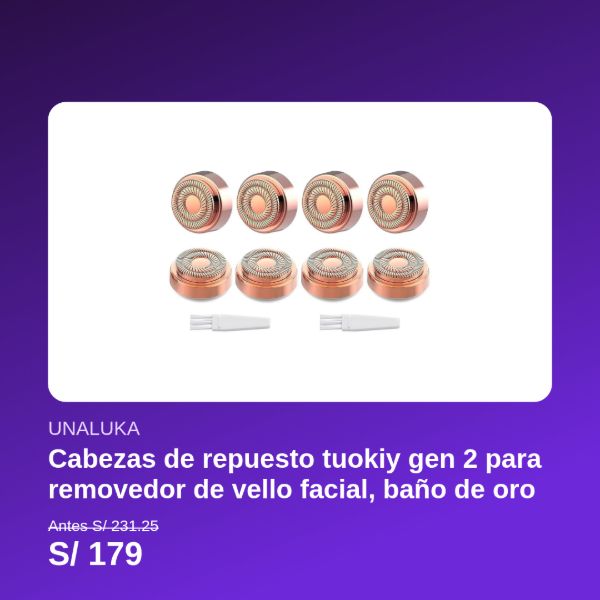 UNALUKA
Cabezas de repuesto tuokiy gen 2 para
removedor de vello facial, baño de oro
Antes S/ 231.25
S/ 179